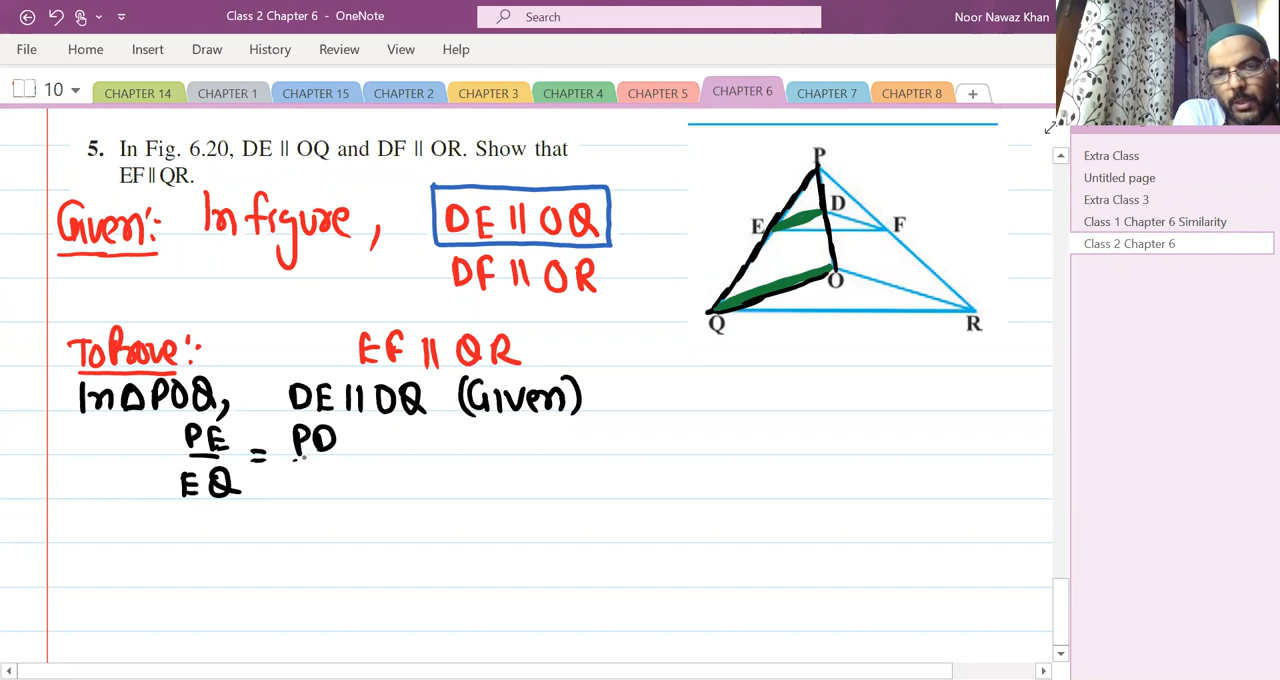 Class 2 Chapter 6 - OneNote
Search
Noor Nawaz Khan
File Home Insert Draw History Review View Help
10 CHAPTER 14 CHAPTER 1 CHAPTER 15 CHAPTER 2 CHAPTER 3 CHAPTER 4 CHAPTER 5 CHAPTER 6 CHAPTER 7 CHAPTER 8 +
Extra Class
Untitled page
Extra Class 3
Class 1 Chapter 6 Similarity
Class 2 Chapter 6
5. In Fig. 6.20, DE || OQ and DF || OR. Show that
EF || QR.
Given:- In figure, DE || OQ
DF || OR
To Prove:- EF || QR
In Δ POQ, DE || OQ (Given)
PE = PD
EQ
P
D
E
F
O
Q
R